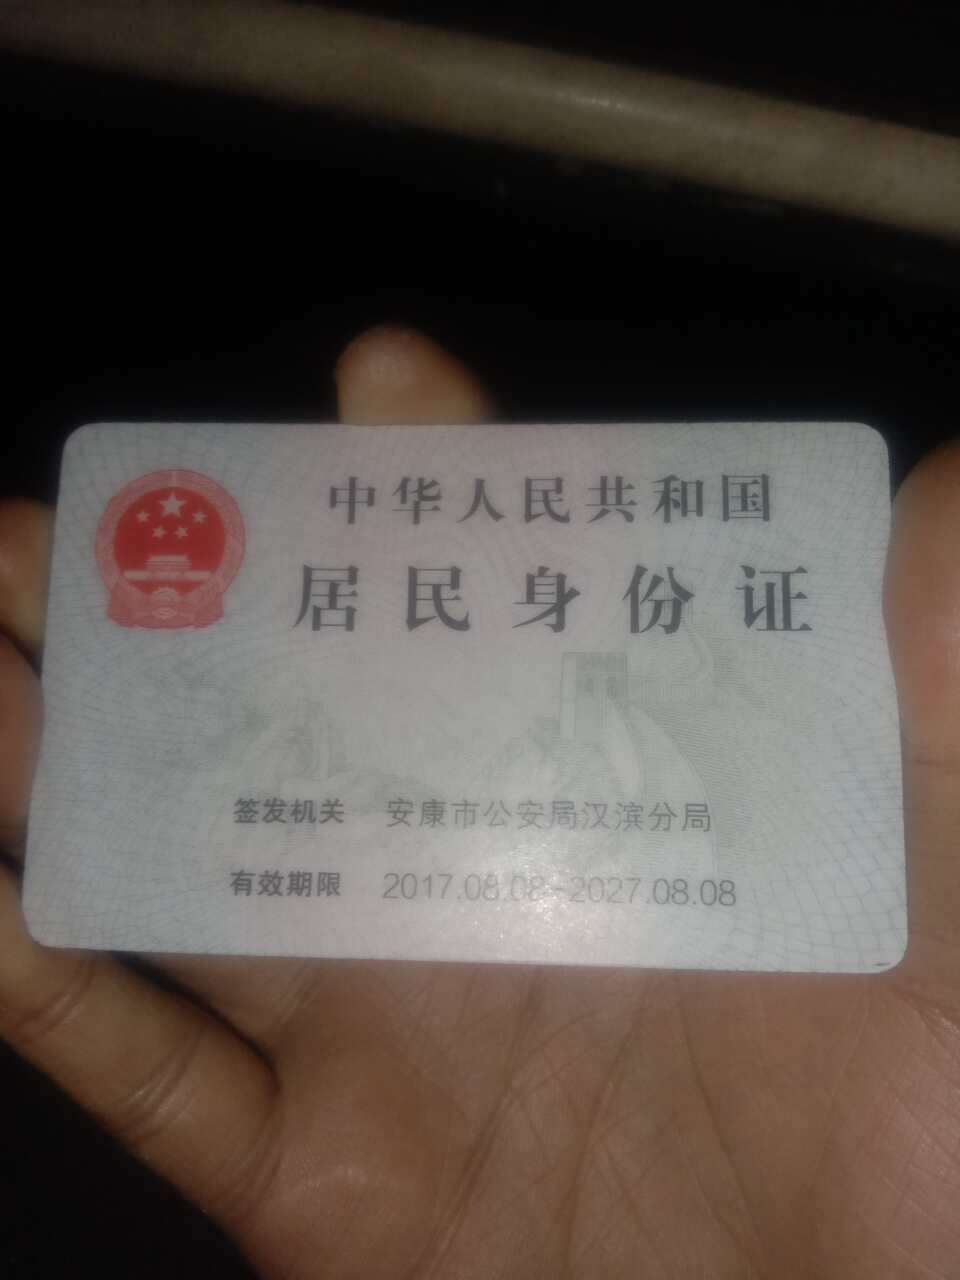 中华人民共和国
居民身份证
签发机关 安康市公安局汉滨分局
有效期限 2017.08.08-2027.08.08